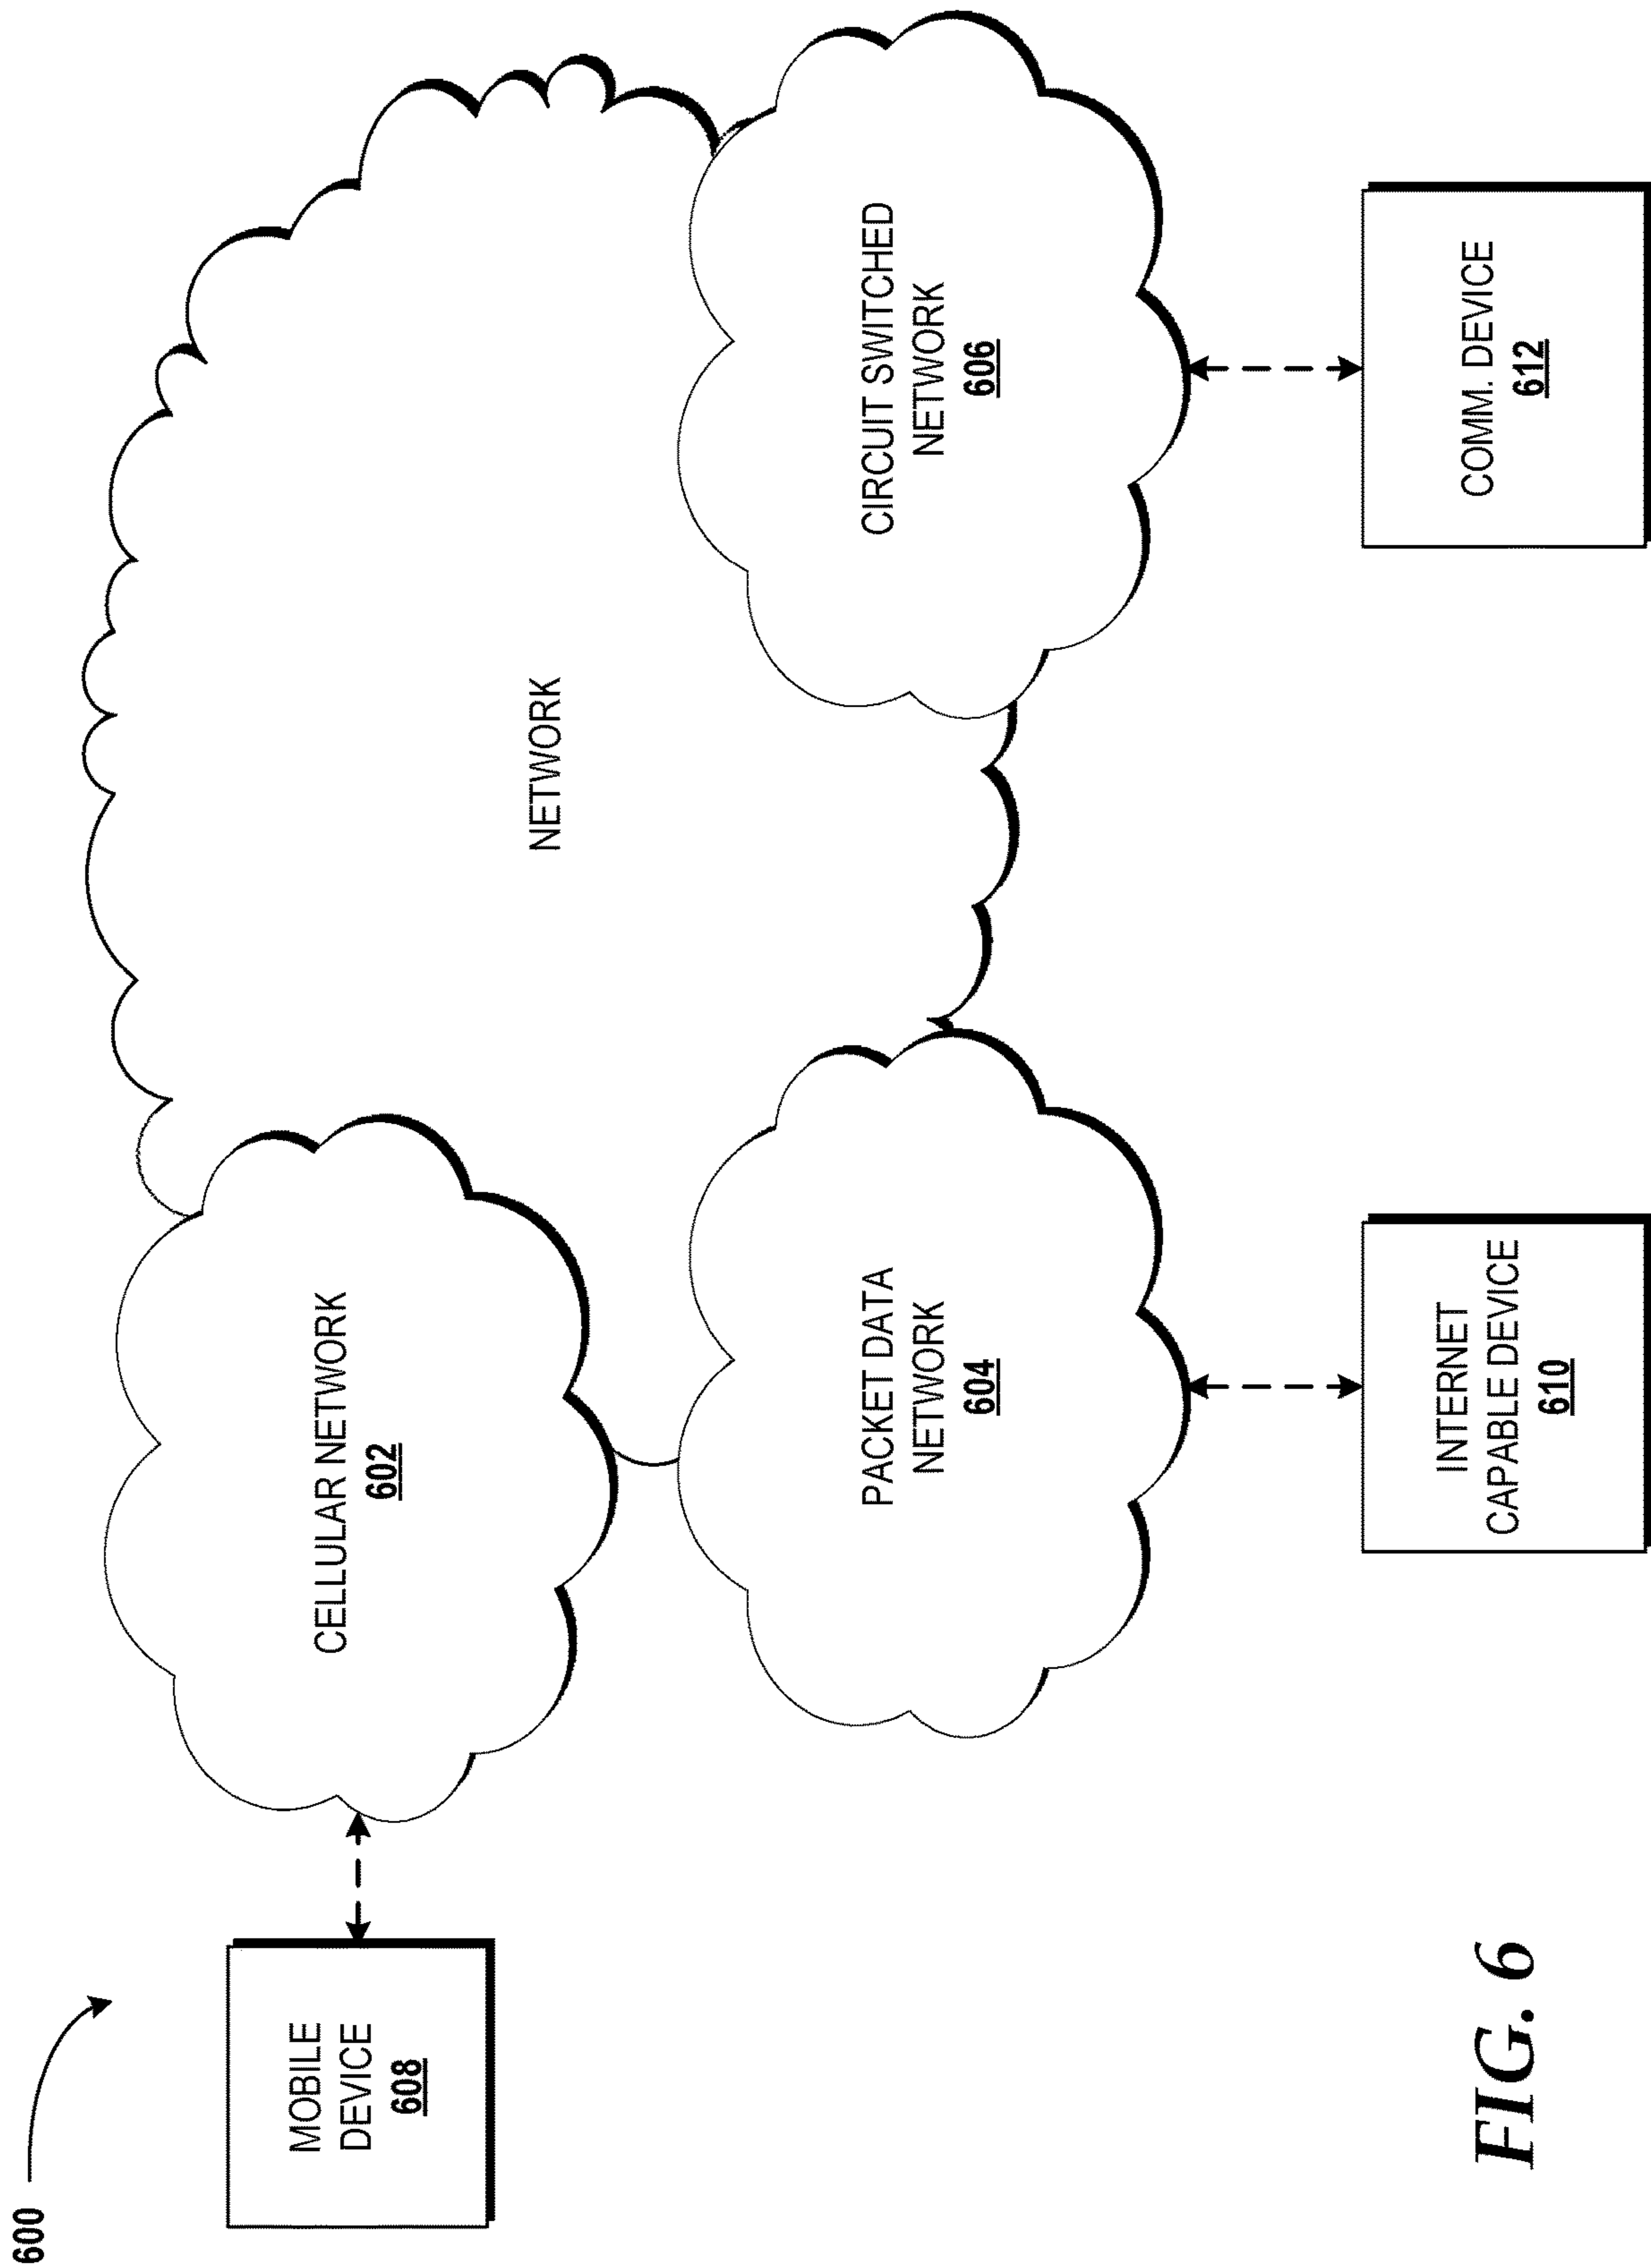 600
MOBILE
DEVICE
608
CELLULAR NETWORK
602
NETWORK
PACKET DATA
NETWORK
604
CIRCUIT SWITCHED
NETWORK
606
INTERNET
CAPABLE DEVICE
610
COMM. DEVICE
612
FIG. 6